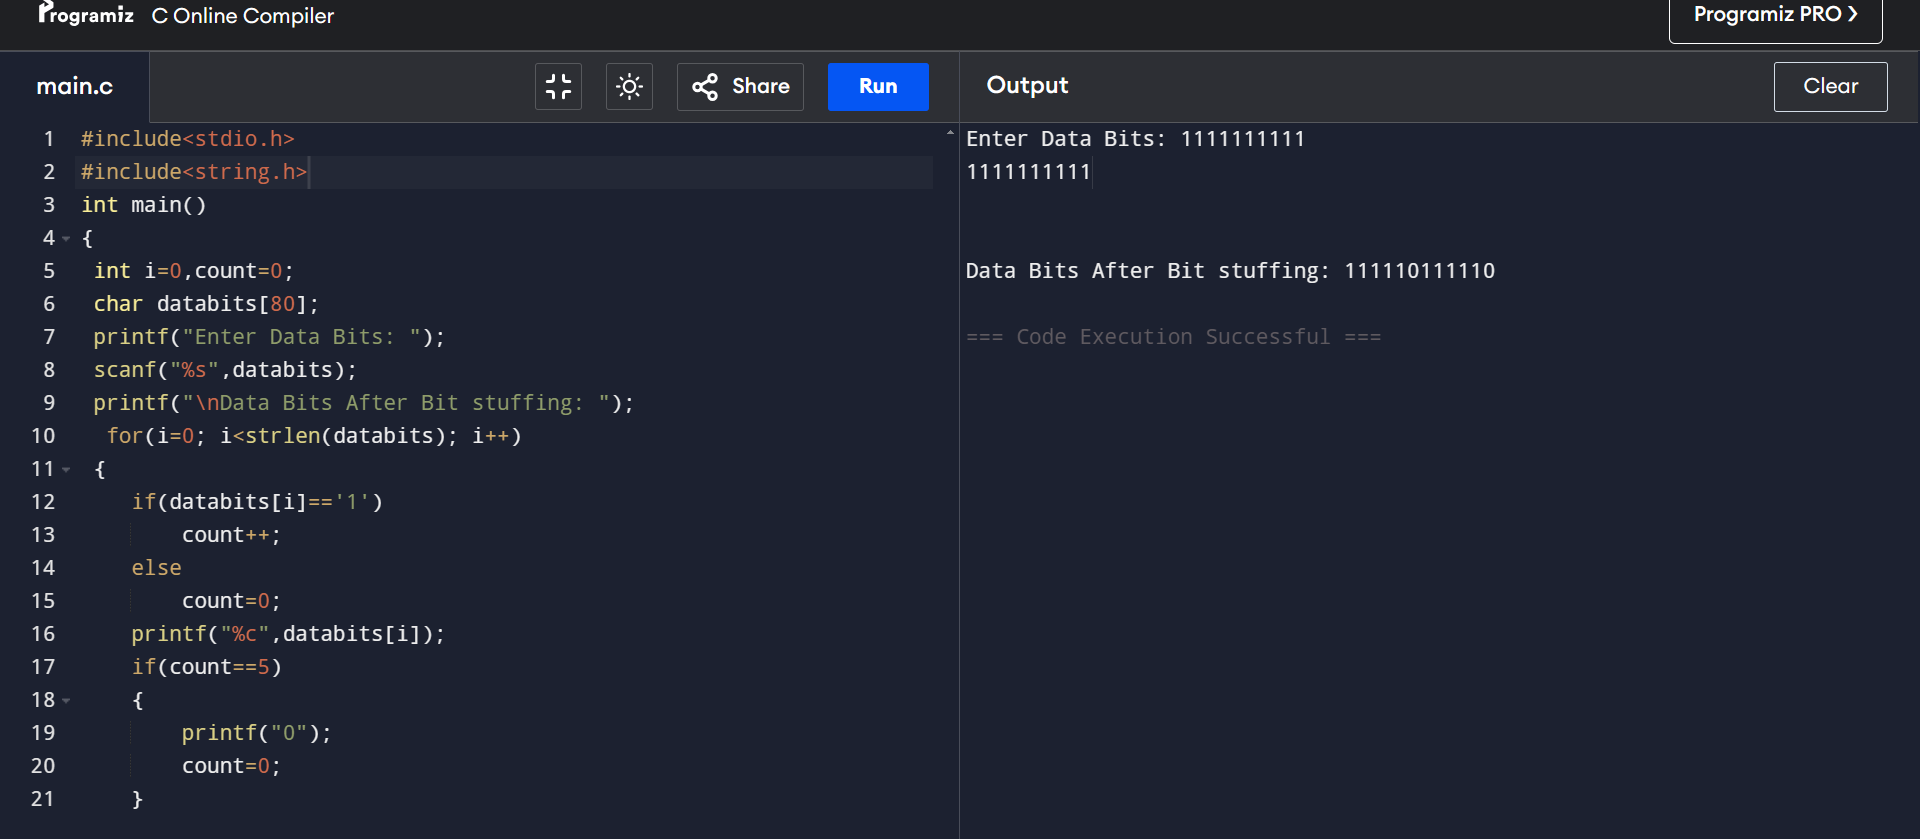 Programiz C Online Compiler
Programiz PRO ❯
main.c
Share
Run
Output
Clear
1 #include<stdio.h>
2 #include<string.h>
3 int main()
4 {
5 int i=0,count=0;
6 char databits[80];
7 printf("Enter Data Bits: ");
8 scanf("%s",databits);
9 printf("\nData Bits After Bit stuffing: ");
10 for(i=0; i<strlen(databits); i++)
11 {
12 if(databits[i]=='1')
13 count++;
14 else
15 count=0;
16 printf("%c",databits[i]);
17 if(count==5)
18 {
19 printf("0");
20 count=0;
21 }
Enter Data Bits: 1111111111
1111111111
Data Bits After Bit stuffing: 111110111110
=== Code Execution Successful ===